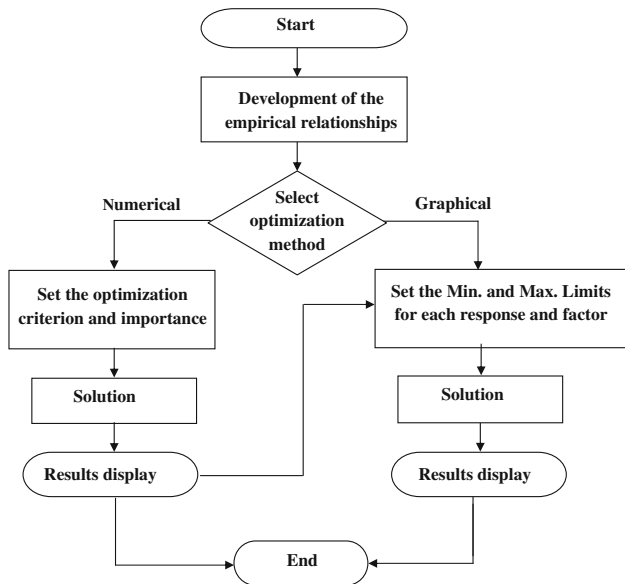 Start
Development of the
empirical relationships
Numerical
Select
optimization
method
Graphical
Set the optimization
criterion and importance
Set the Min. and Max. Limits
for each response and factor
Solution
Solution
Results display
Results display
End